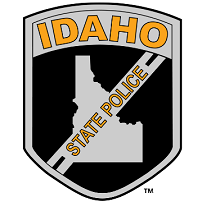 IDAHO
STATE POLICE
™